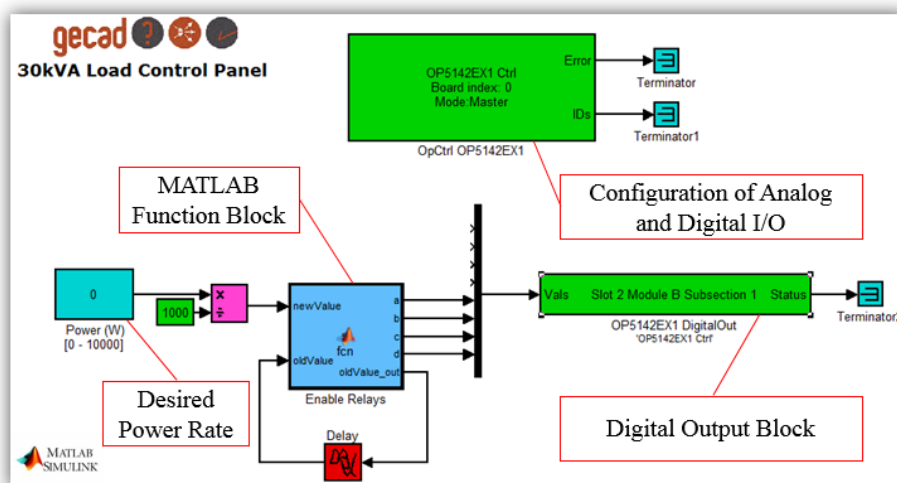 gecad
30kVA Load Control Panel
OP5142EX1 Ctrl
Board index: 0
Mode:Master
Error
IDs
Terminator
Terminator1
OpCtrl OP5142EX1
MATLAB
Function Block
Configuration of Analog
and Digital I/O
0
Power (W)
[0 - 10000]
1000
×
÷
newValue
oldValue
fcn
a
b
c
d
oldValue_out
Enable Relays
Vals
Slot 2 Module B Subsection 1
Status
OP5142EX1 DigitalOut
'OP5142EX1 Ctrl'
Terminator2
Desired
Power Rate
Delay
Digital Output Block
MATLAB
SIMULINK